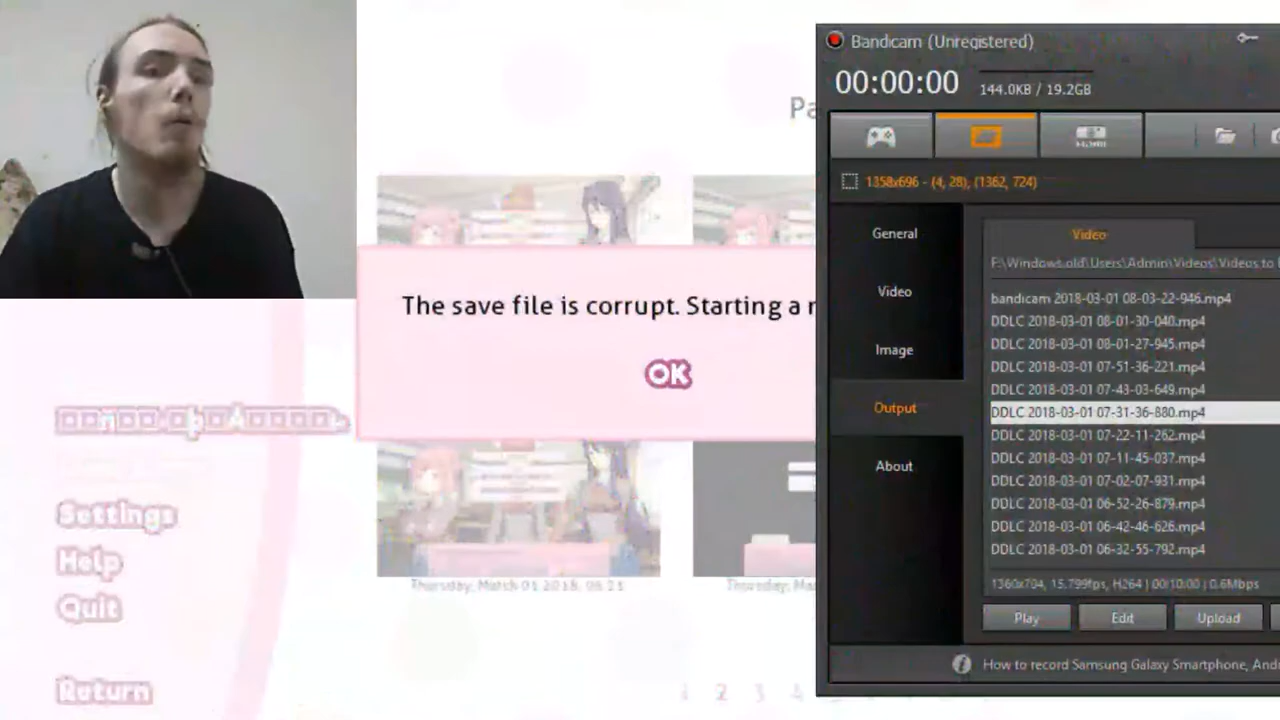 Bandicam (Unregistered)
00:00:00
144.0KB / 19.2GB
Pa
1358x696 - (4, 28), (1362, 724)
General
Video
Image
Output
About
Video
F:\Windows.old\Users\Admin\Videos\Videos to
bandicam 2018-03-01 08-03-22-946.mp4
DDLC 2018-03-01 08-01-30-040.mp4
DDLC 2018-03-01 08-01-27-945.mp4
DDLC 2018-03-01 07-51-36-221.mp4
DDLC 2018-03-01 07-43-03-649.mp4
DDLC 2018-03-01 07-31-36-880.mp4
DDLC 2018-03-01 07-22-11-262.mp4
DDLC 2018-03-01 07-11-45-037.mp4
DDLC 2018-03-01 07-02-07-931.mp4
DDLC 2018-03-01 06-52-26-879.mp4
DDLC 2018-03-01 06-42-46-626.mp4
DDLC 2018-03-01 06-32-55-792.mp4
1360x704, 15.799fps, H264 | 00:10:00 | 0.6Mbps
Play Edit Upload
How to record Samsung Galaxy Smartphone, And
The save file is corrupt. Starting a
OK
Settings
Help
Quit
Return
Thursday, March 01 2018, 06:21
Thursday, Ma
1 2 3 4